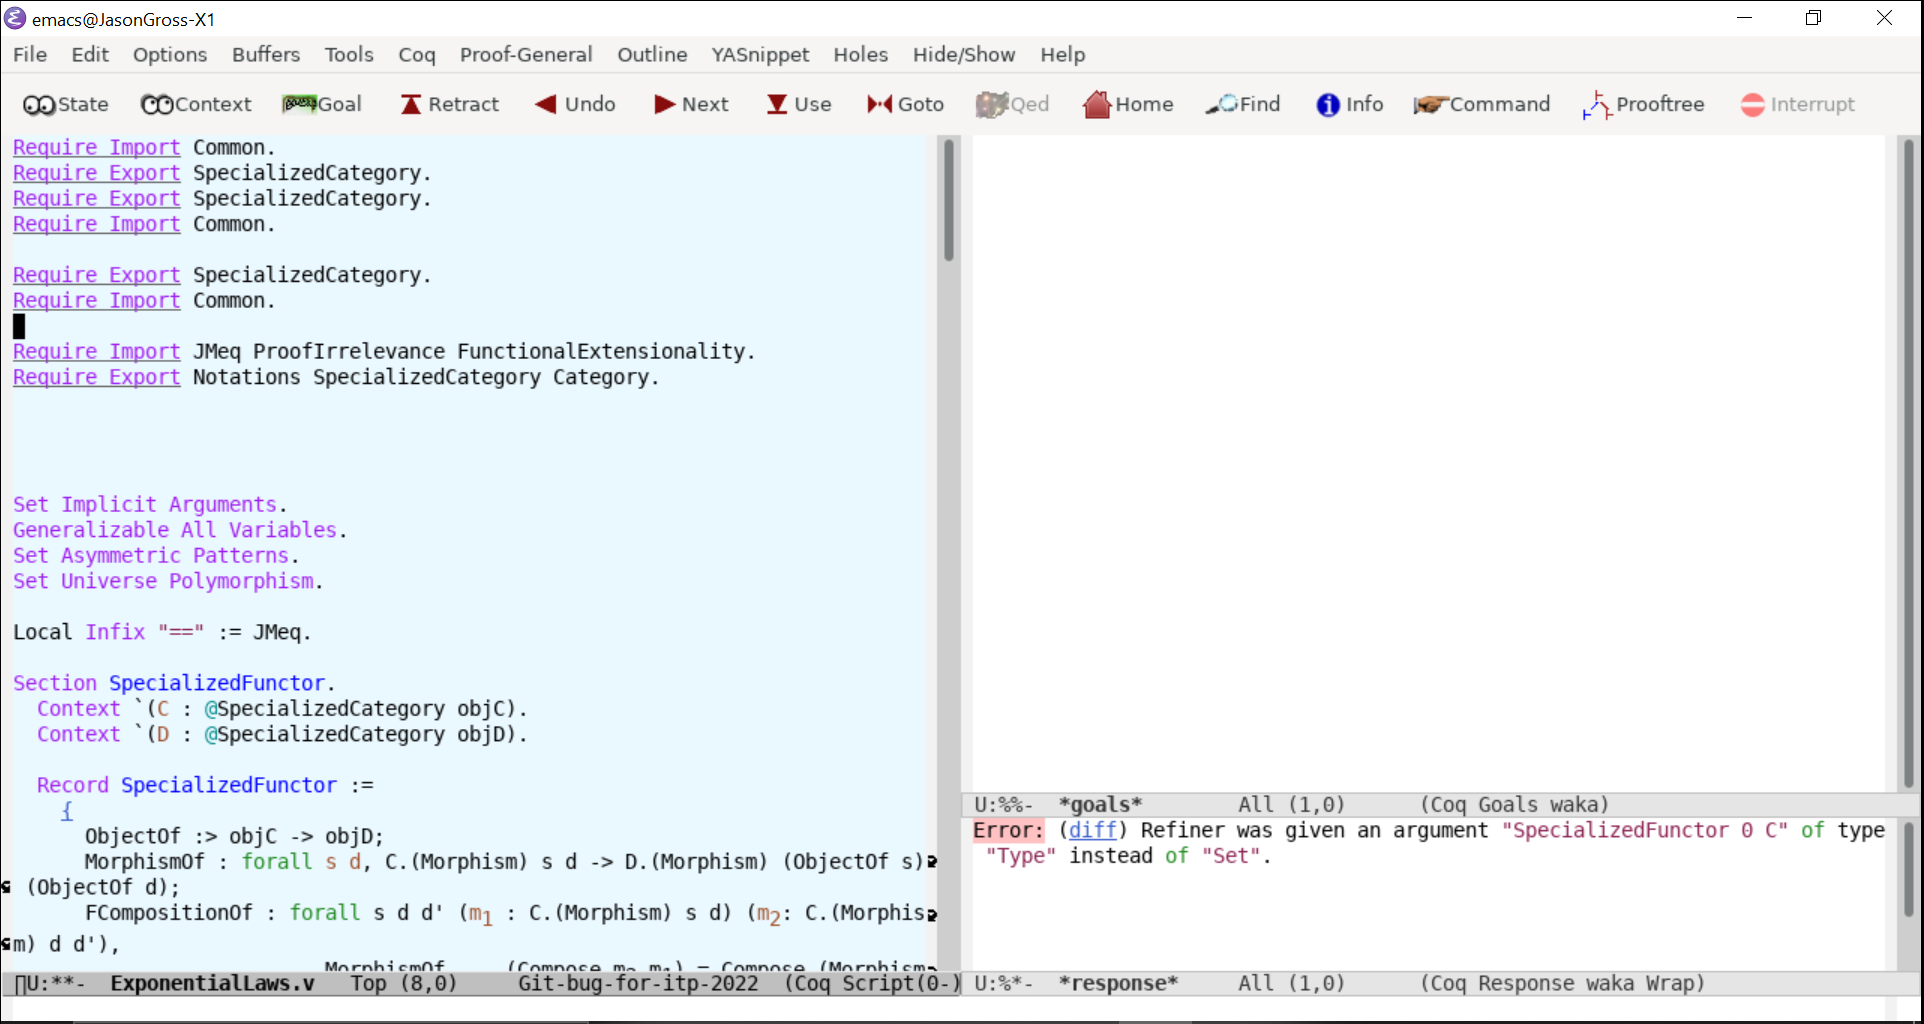 emacs@JasonGross-X1
File Edit Options Buffers Tools Coq Proof-General Outline YASnippet Holes Hide/Show Help
State Context Goal Retract Undo Next Use Goto Qed Home Find Info Command Prooftree Interrupt
Require Import Common.
Require Export SpecializedCategory.
Require Export SpecializedCategory.
Require Import Common.
Require Export SpecializedCategory.
Require Import Common.
Require Import JMeq ProofIrrelevance FunctionalExtensionality.
Require Export Notations SpecializedCategory Category.
Set Implicit Arguments.
Generalizable All Variables.
Set Asymmetric Patterns.
Set Universe Polymorphism.
Local Infix "==" := JMeq.
Section SpecializedFunctor.
Context `(C : @SpecializedCategory objC).
Context `(D : @SpecializedCategory objD).
Record SpecializedFunctor :=
{
ObjectOf :> objC -> objD;
MorphismOf : forall s d, C.(Morphism) s d -> D.(Morphism) (ObjectOf s)
(ObjectOf d);
FCompositionOf : forall s d d' (m1 : C.(Morphism) s d) (m2: C.(Morphis
m) d d'),
MorphismOf _ _ (Compose m2 m1) = Compose (Morphism
U:**- ExponentialLaws.v Top (8,0) Git-bug-for-itp-2022 (Coq Script(0-)
U:%%- *goals* All (1,0) (Coq Goals waka)
Error: (diff) Refiner was given an argument "SpecializedFunctor 0 C" of type
"Type" instead of "Set".
U:%*- *response* All (1,0) (Coq Response waka Wrap)